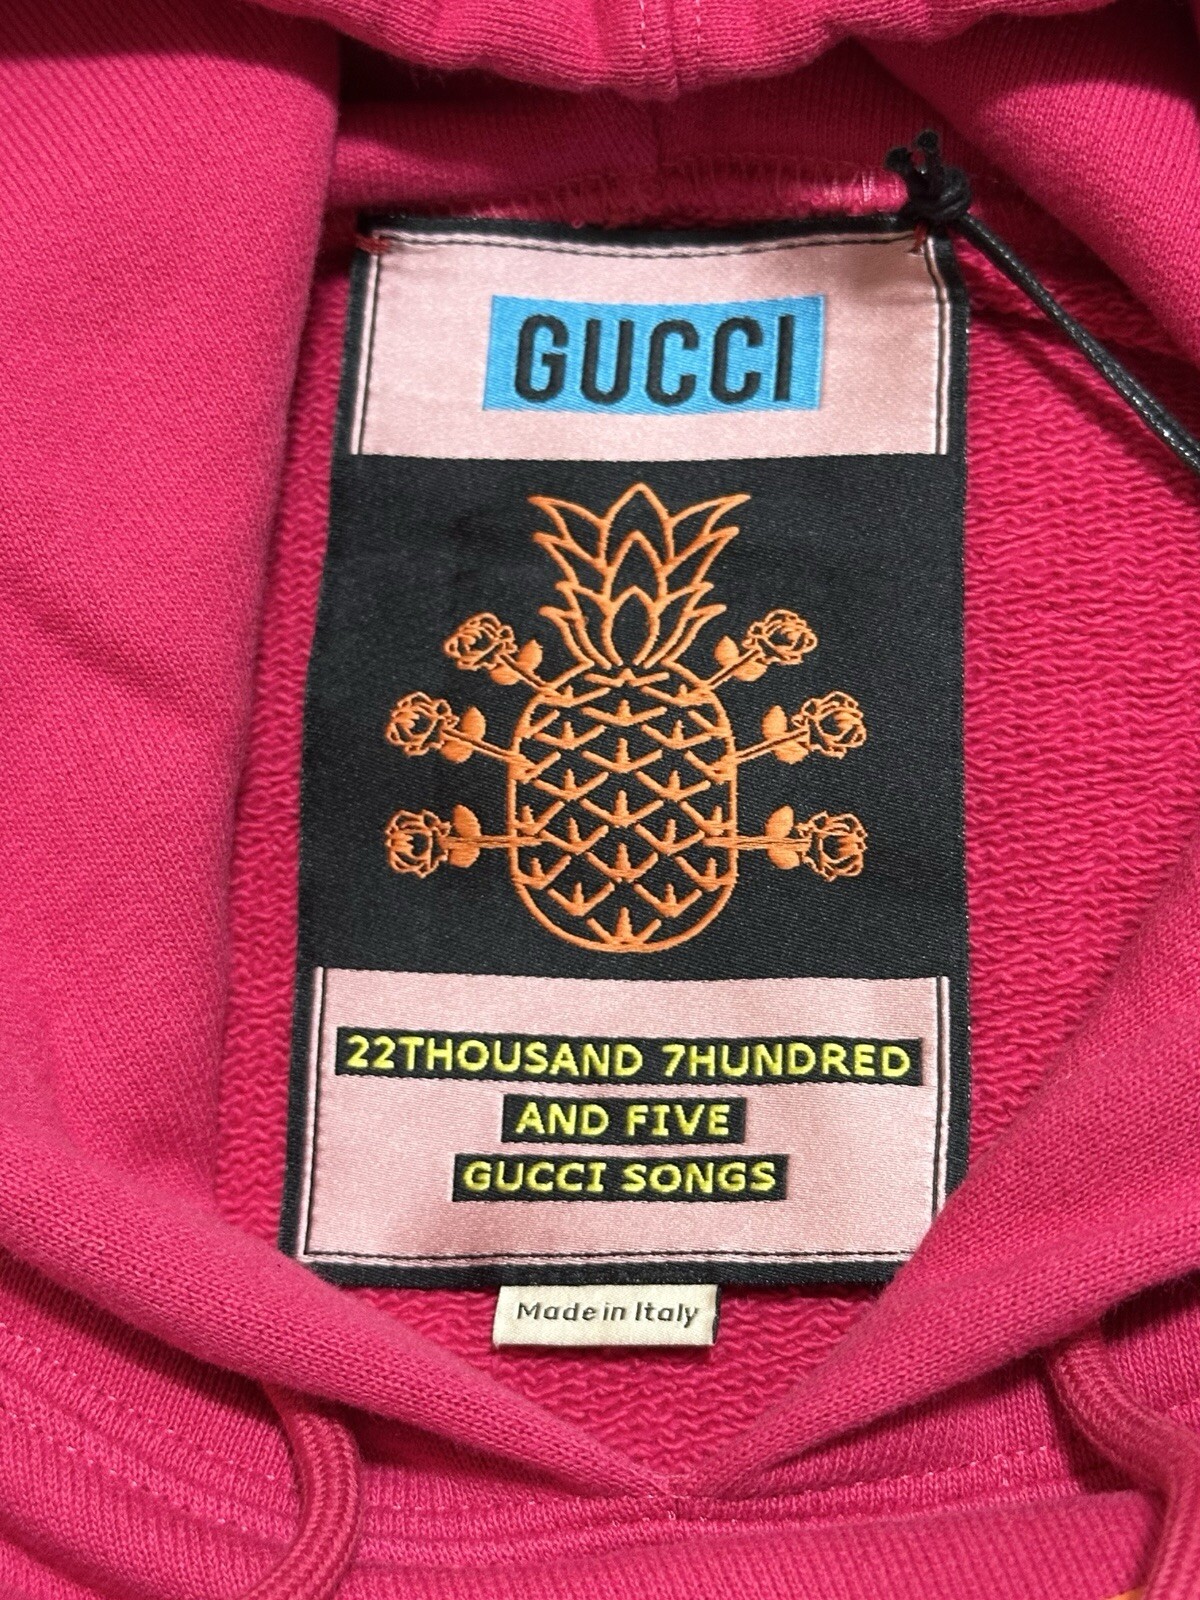 GUCCI
22THOUSAND 7HUNDRED
AND FIVE
GUCCI SONGS
Made in Italy